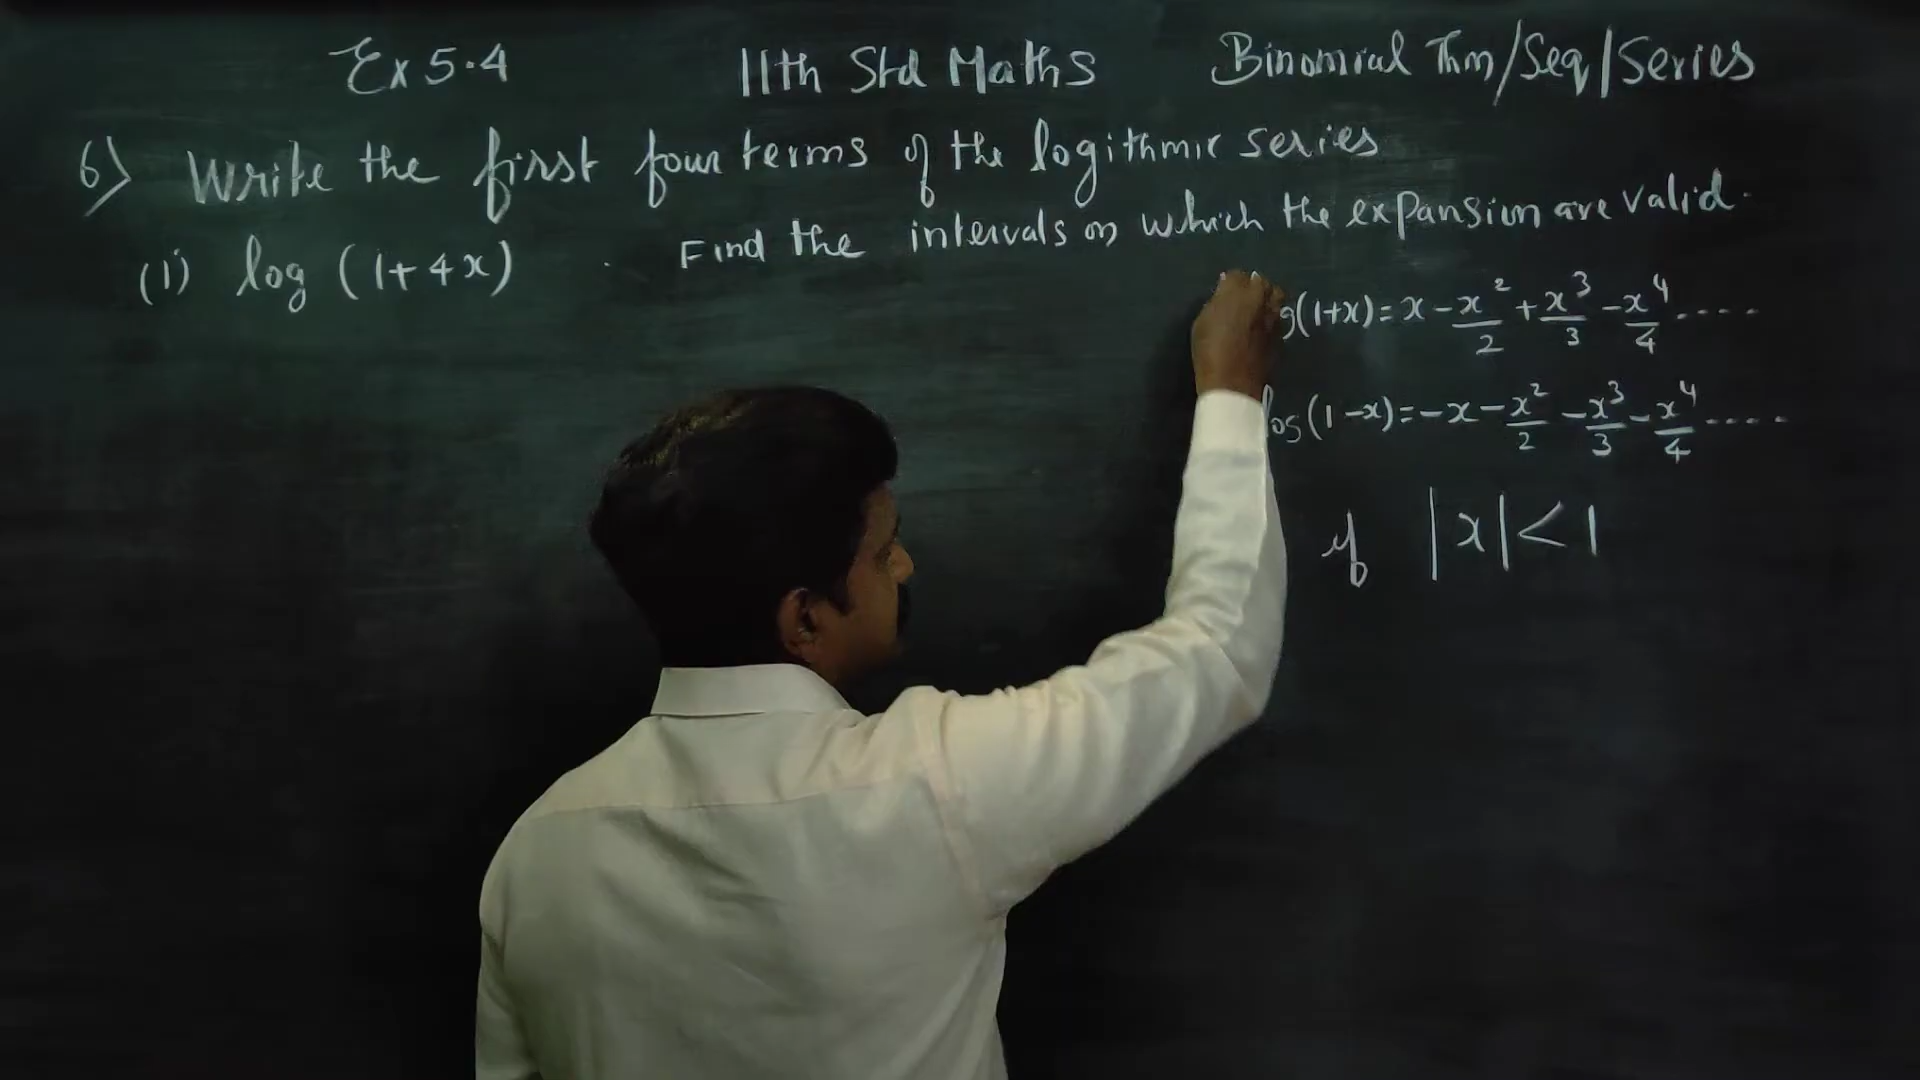 Ex 5.4 11th Std Maths Binomial Thm/Seq/Series
6) Write the first four terms of the logithmic series
Find the intervals on which the expansion are valid.
(1) log (1+4x)
g(1+x) = x - x²/2 + x³/3 - x⁴/4 ....
log(1-x) = -x - x²/2 - x³/3 - x⁴/4 .....
if |x| < 1